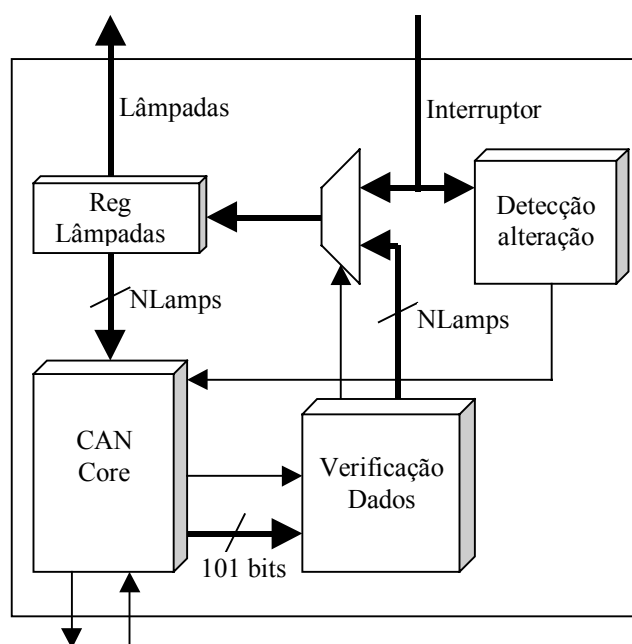 Lâmpadas
Interruptor
Reg
Lâmpadas
Detecção
alteração
NLamps
NLamps
CAN
Core
Verificação
Dados
101 bits